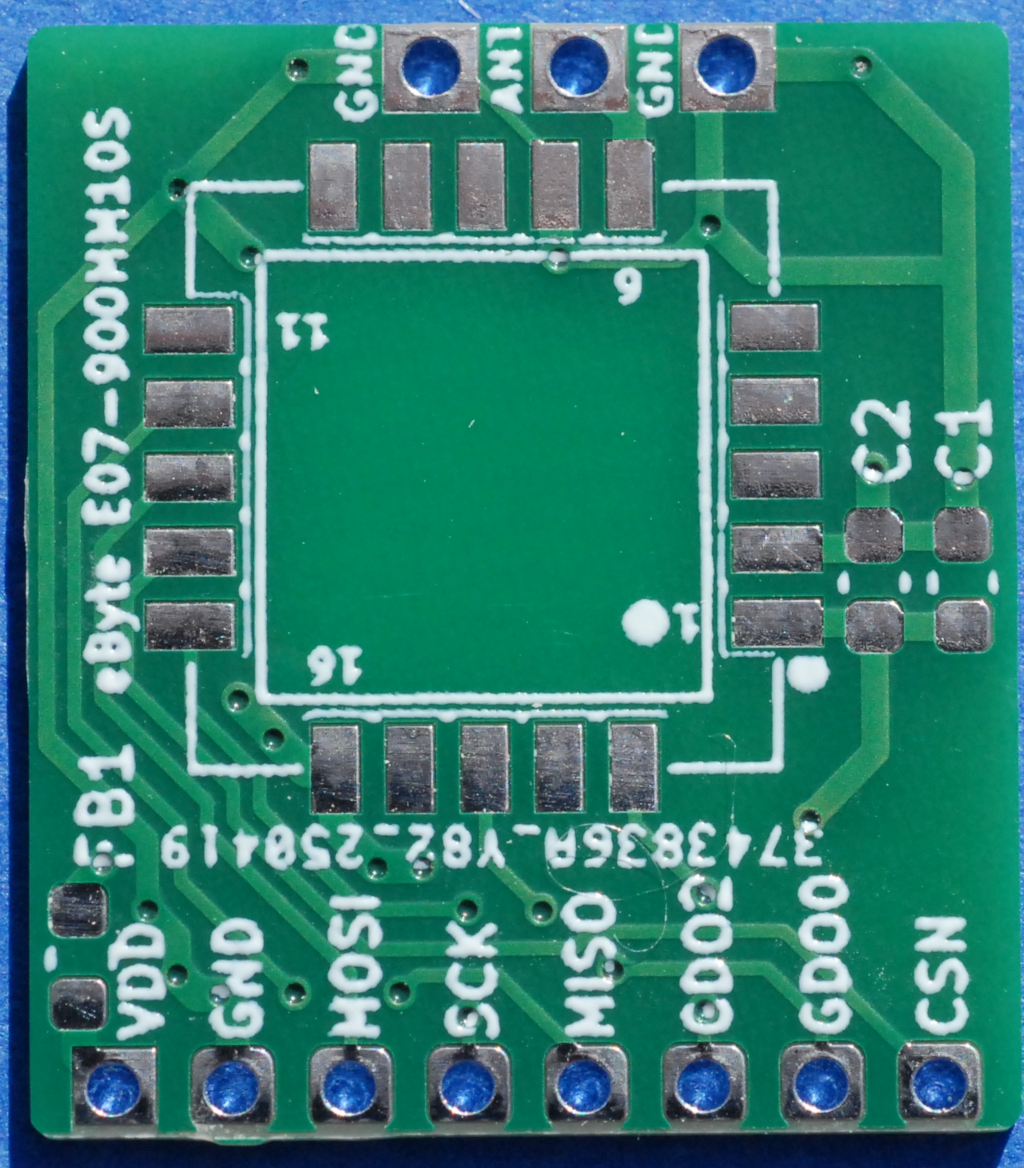 GND
ANT
GND
eByte E07-900MM10S
6
11
C2
C1
1
16
FB1
3743836A_Y82_250419
VDD
GND
MOSI
SCK
MISO
GDO2
GDO0
CSN